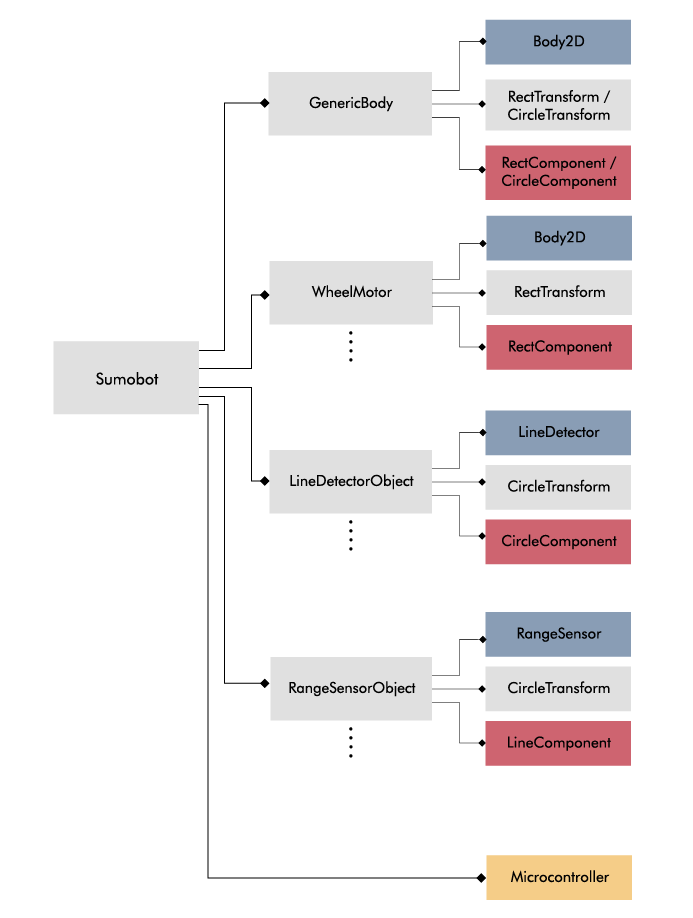 Body2D
GenericBody
RectTransform /
CircleTransform
RectComponent /
CircleComponent
Body2D
WheelMotor
RectTransform
RectComponent
Sumobot
LineDetector
LineDetectorObject
CircleTransform
CircleComponent
RangeSensor
RangeSensorObject
CircleTransform
LineComponent
Microcontroller